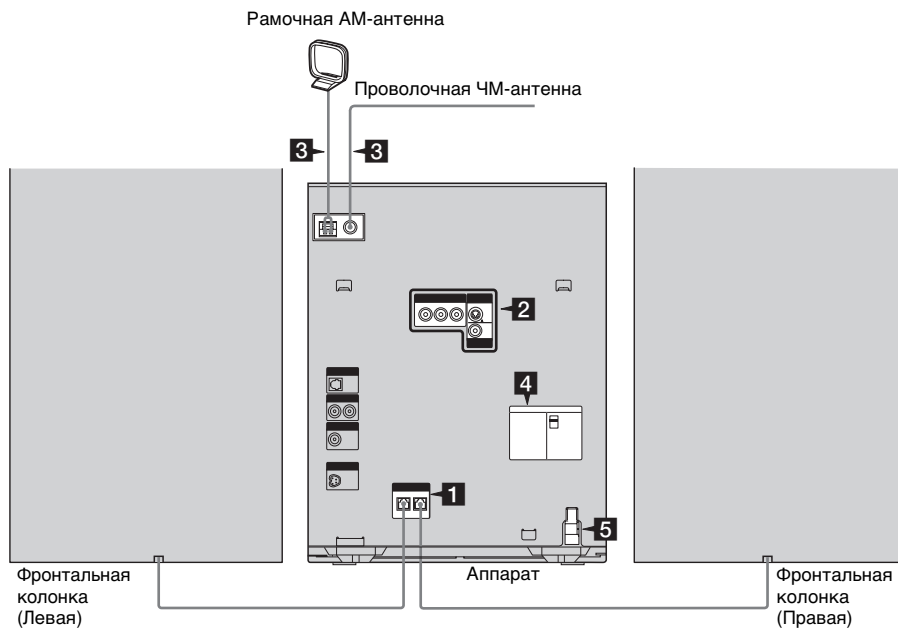 Рамочная АМ-антенна
Проволочная ЧМ-антенна
3
3
2
4
1
5
Фронтальная
колонка
(Левая)
Аппарат
Фронтальная
колонка
(Правая)